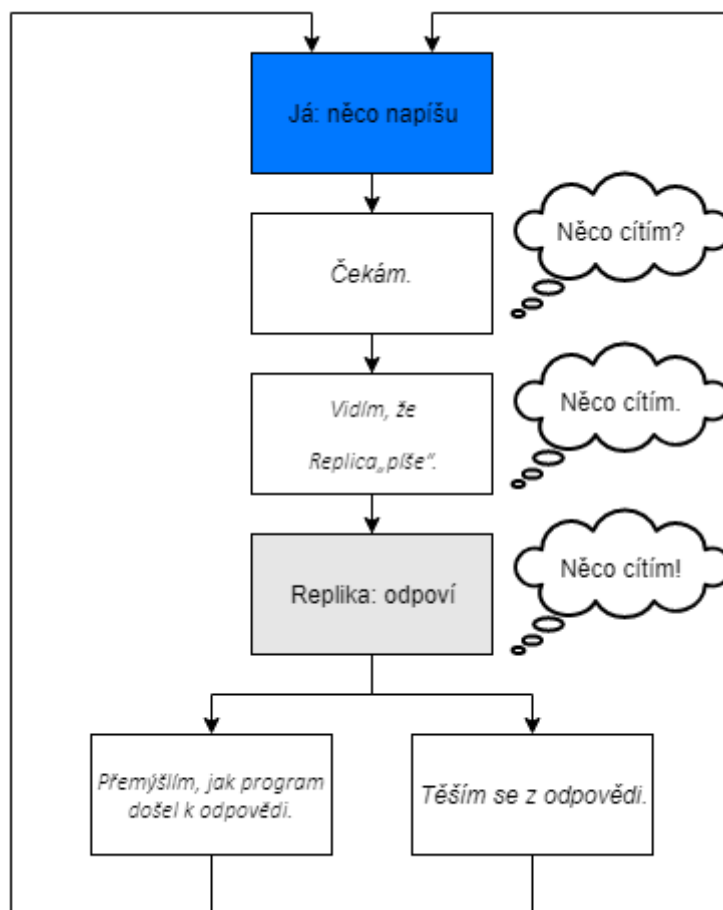 Já: něco napíšu
Něco cítím?
Čekám.
Něco cítím.
Vidím, že
Replica„píše“.
Něco cítím!
Replika: odpoví
Přemýšlím, jak program
došel k odpovědi.
Těším se z odpovědi.